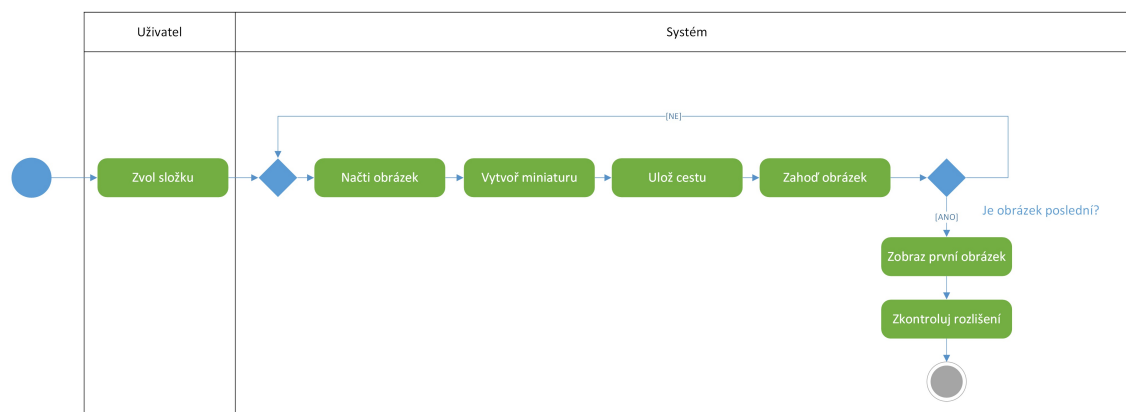 Uživatel
Systém
[NE]
Zvol složku
Načti obrázek
Vytvoř miniaturu
Ulož cestu
Zahoď obrázek
Je obrázek poslední?
[ANO]
Zobraz první obrázek
Zkontroluj rozlišení